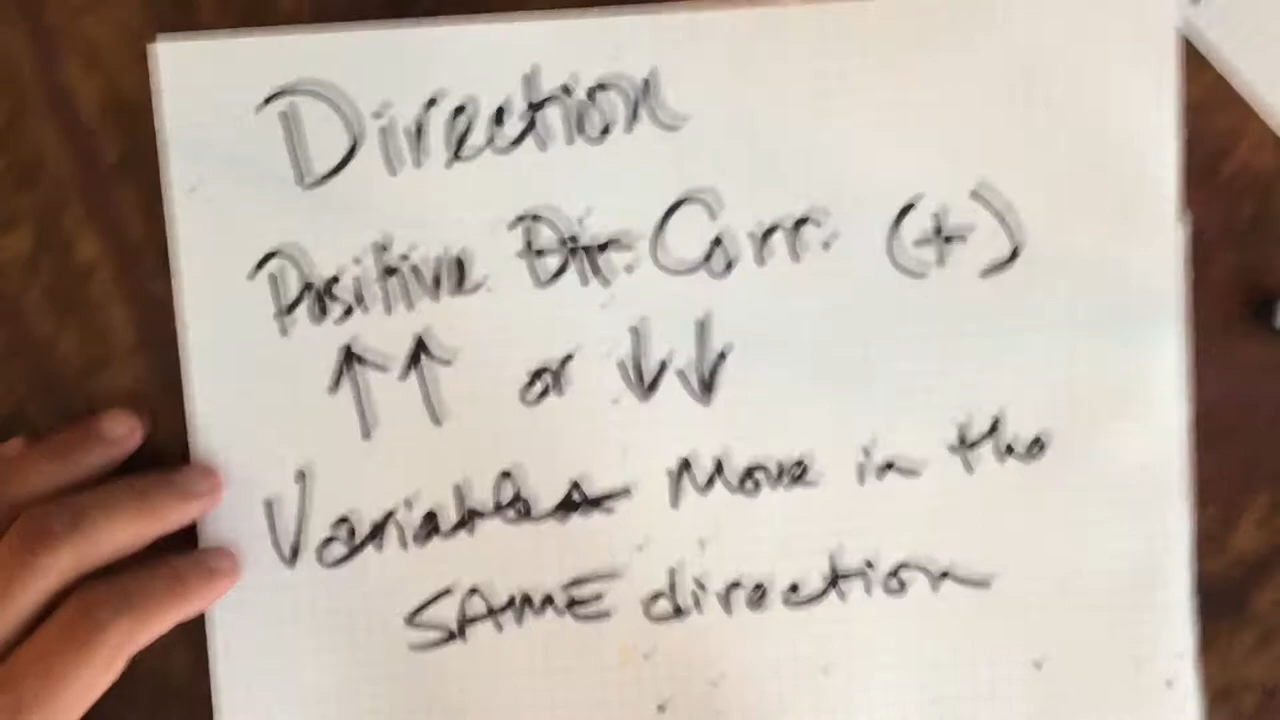 Direction
Positive Dir. Corr. (+)
↑↑ or ↓↓
Variables Move in the
SAME direction